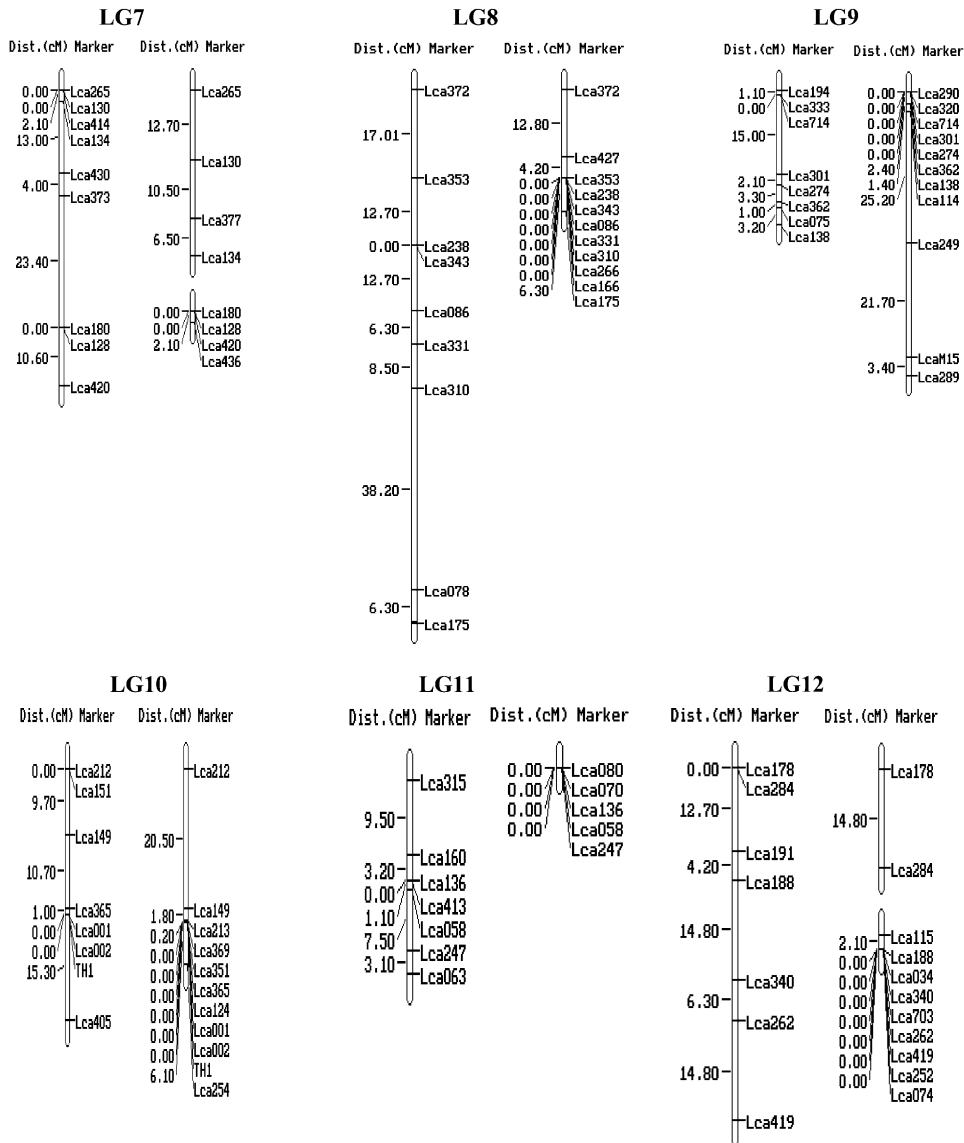 LG7
Dist.(cM) Marker
0.00
0.00
2.10
13.00
4.00
23.40
0.00
10.60
Lca265
Lca130
Lca414
Lca134
Lca430
Lca373
Lca180
Lca128
Lca420
Dist.(cM) Marker
12.70
10.50
6.50
Lca265
Lca130
Lca377
Lca134
0.00
0.00
2.10
Lca180
Lca128
Lca420
Lca436
LG8
Dist.(cM) Marker
17.01
12.70
0.00
12.70
6.30
8.50
38.20
6.30
Lca372
Lca353
Lca238
Lca343
Lca086
Lca331
Lca310
Lca078
Lca175
Dist.(cM) Marker
12.80
4.20
0.00
0.00
0.00
0.00
0.00
0.00
0.00
6.30
Lca372
Lca427
Lca353
Lca238
Lca343
Lca086
Lca331
Lca310
Lca266
Lca166
Lca175
LG9
Dist.(cM) Marker
1.10
0.00
15.00
2.10
3.30
1.00
3.20
Lca194
Lca333
Lca714
Lca301
Lca274
Lca362
Lca075
Lca138
Dist.(cM) Marker
0.00
0.00
0.00
0.00
0.00
2.40
1.40
25.20
21.70
3.40
Lca290
Lca320
Lca714
Lca301
Lca274
Lca362
Lca138
Lca114
Lca249
LcaM15
Lca289
LG10
Dist.(cM) Marker
0.00
9.70
10.70
1.00
0.00
0.00
15.30
Lca212
Lca151
Lca149
Lca365
Lca001
Lca002
TH1
Lca405
Dist.(cM) Marker
20.50
1.80
0.20
0.00
0.00
0.00
0.00
0.00
0.00
6.10
Lca212
Lca149
Lca213
Lca369
Lca351
Lca365
Lca124
Lca001
Lca002
TH1
Lca254
LG11
Dist.(cM) Marker
9.50
3.20
0.00
1.10
7.50
3.10
Lca315
Lca160
Lca136
Lca413
Lca058
Lca247
Lca063
Dist.(cM) Marker
0.00
0.00
0.00
0.00
Lca080
Lca070
Lca136
Lca058
Lca247
LG12
Dist.(cM) Marker
0.00
12.70
4.20
14.80
6.30
14.80
Lca178
Lca284
Lca191
Lca188
Lca340
Lca262
Lca419
Dist.(cM) Marker
14.80
Lca178
Lca284
2.10
0.00
0.00
0.00
0.00
0.00
0.00
0.00
Lca115
Lca188
Lca034
Lca340
Lca703
Lca262
Lca419
Lca252
Lca074